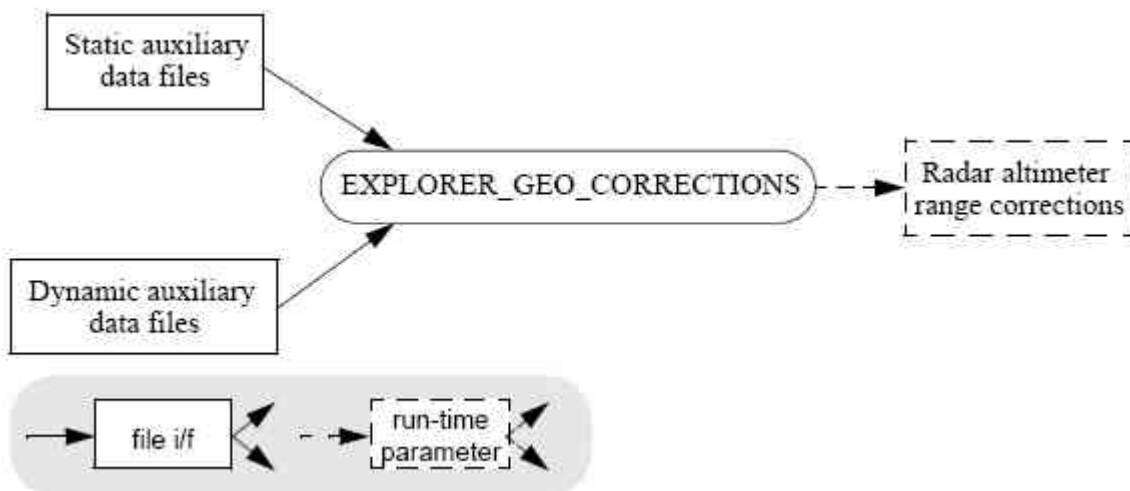 Static auxiliary
data files
EXPLORER_GEO_CORRECTIONS
Radar altimeter
range corrections
Dynamic auxiliary
data files
file i/f
run-time
parameter